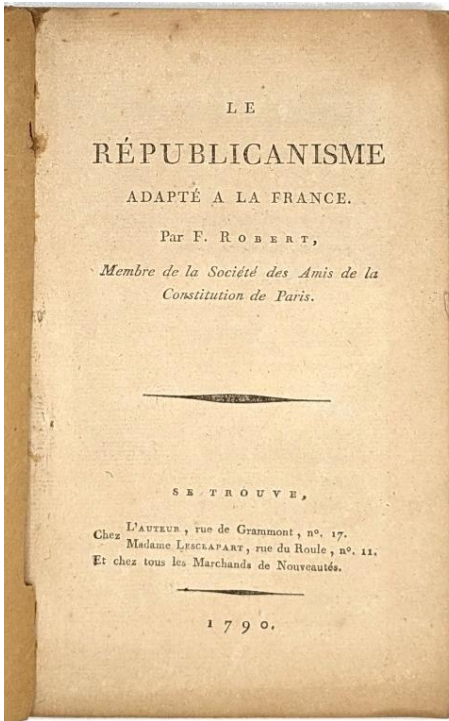 LE
RÉPUBLICANISME
ADAPTÉ A LA FRANCE.
Par F. ROBERT,
Membre de la Société des Amis de la
Constitution de Paris.
SE TROUVE,
Chez L'AUTEUR, rue de Grammont, nº. 17.
Madame LESCLAPART, rue du Roule, nº. 11.
Et chez tous les Marchands de Nouveautés.
1790.